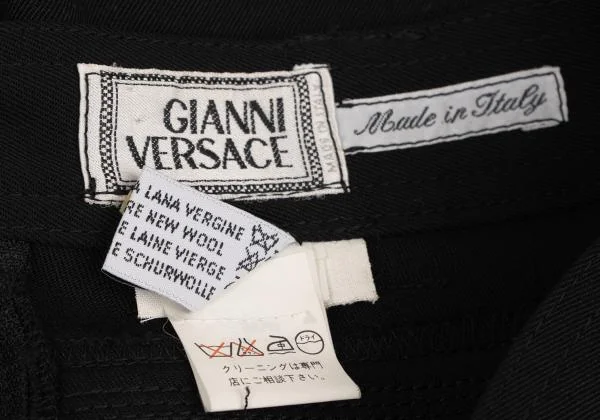 GIANNI
VERSACE
MADE IN ITALY
Made in Italy
LANA VERGINE
RE NEW WOOL
E LAINE VIERGE
E SCHURWOLLE
ドライ
クリーニングは専門
店にご相談下さい。